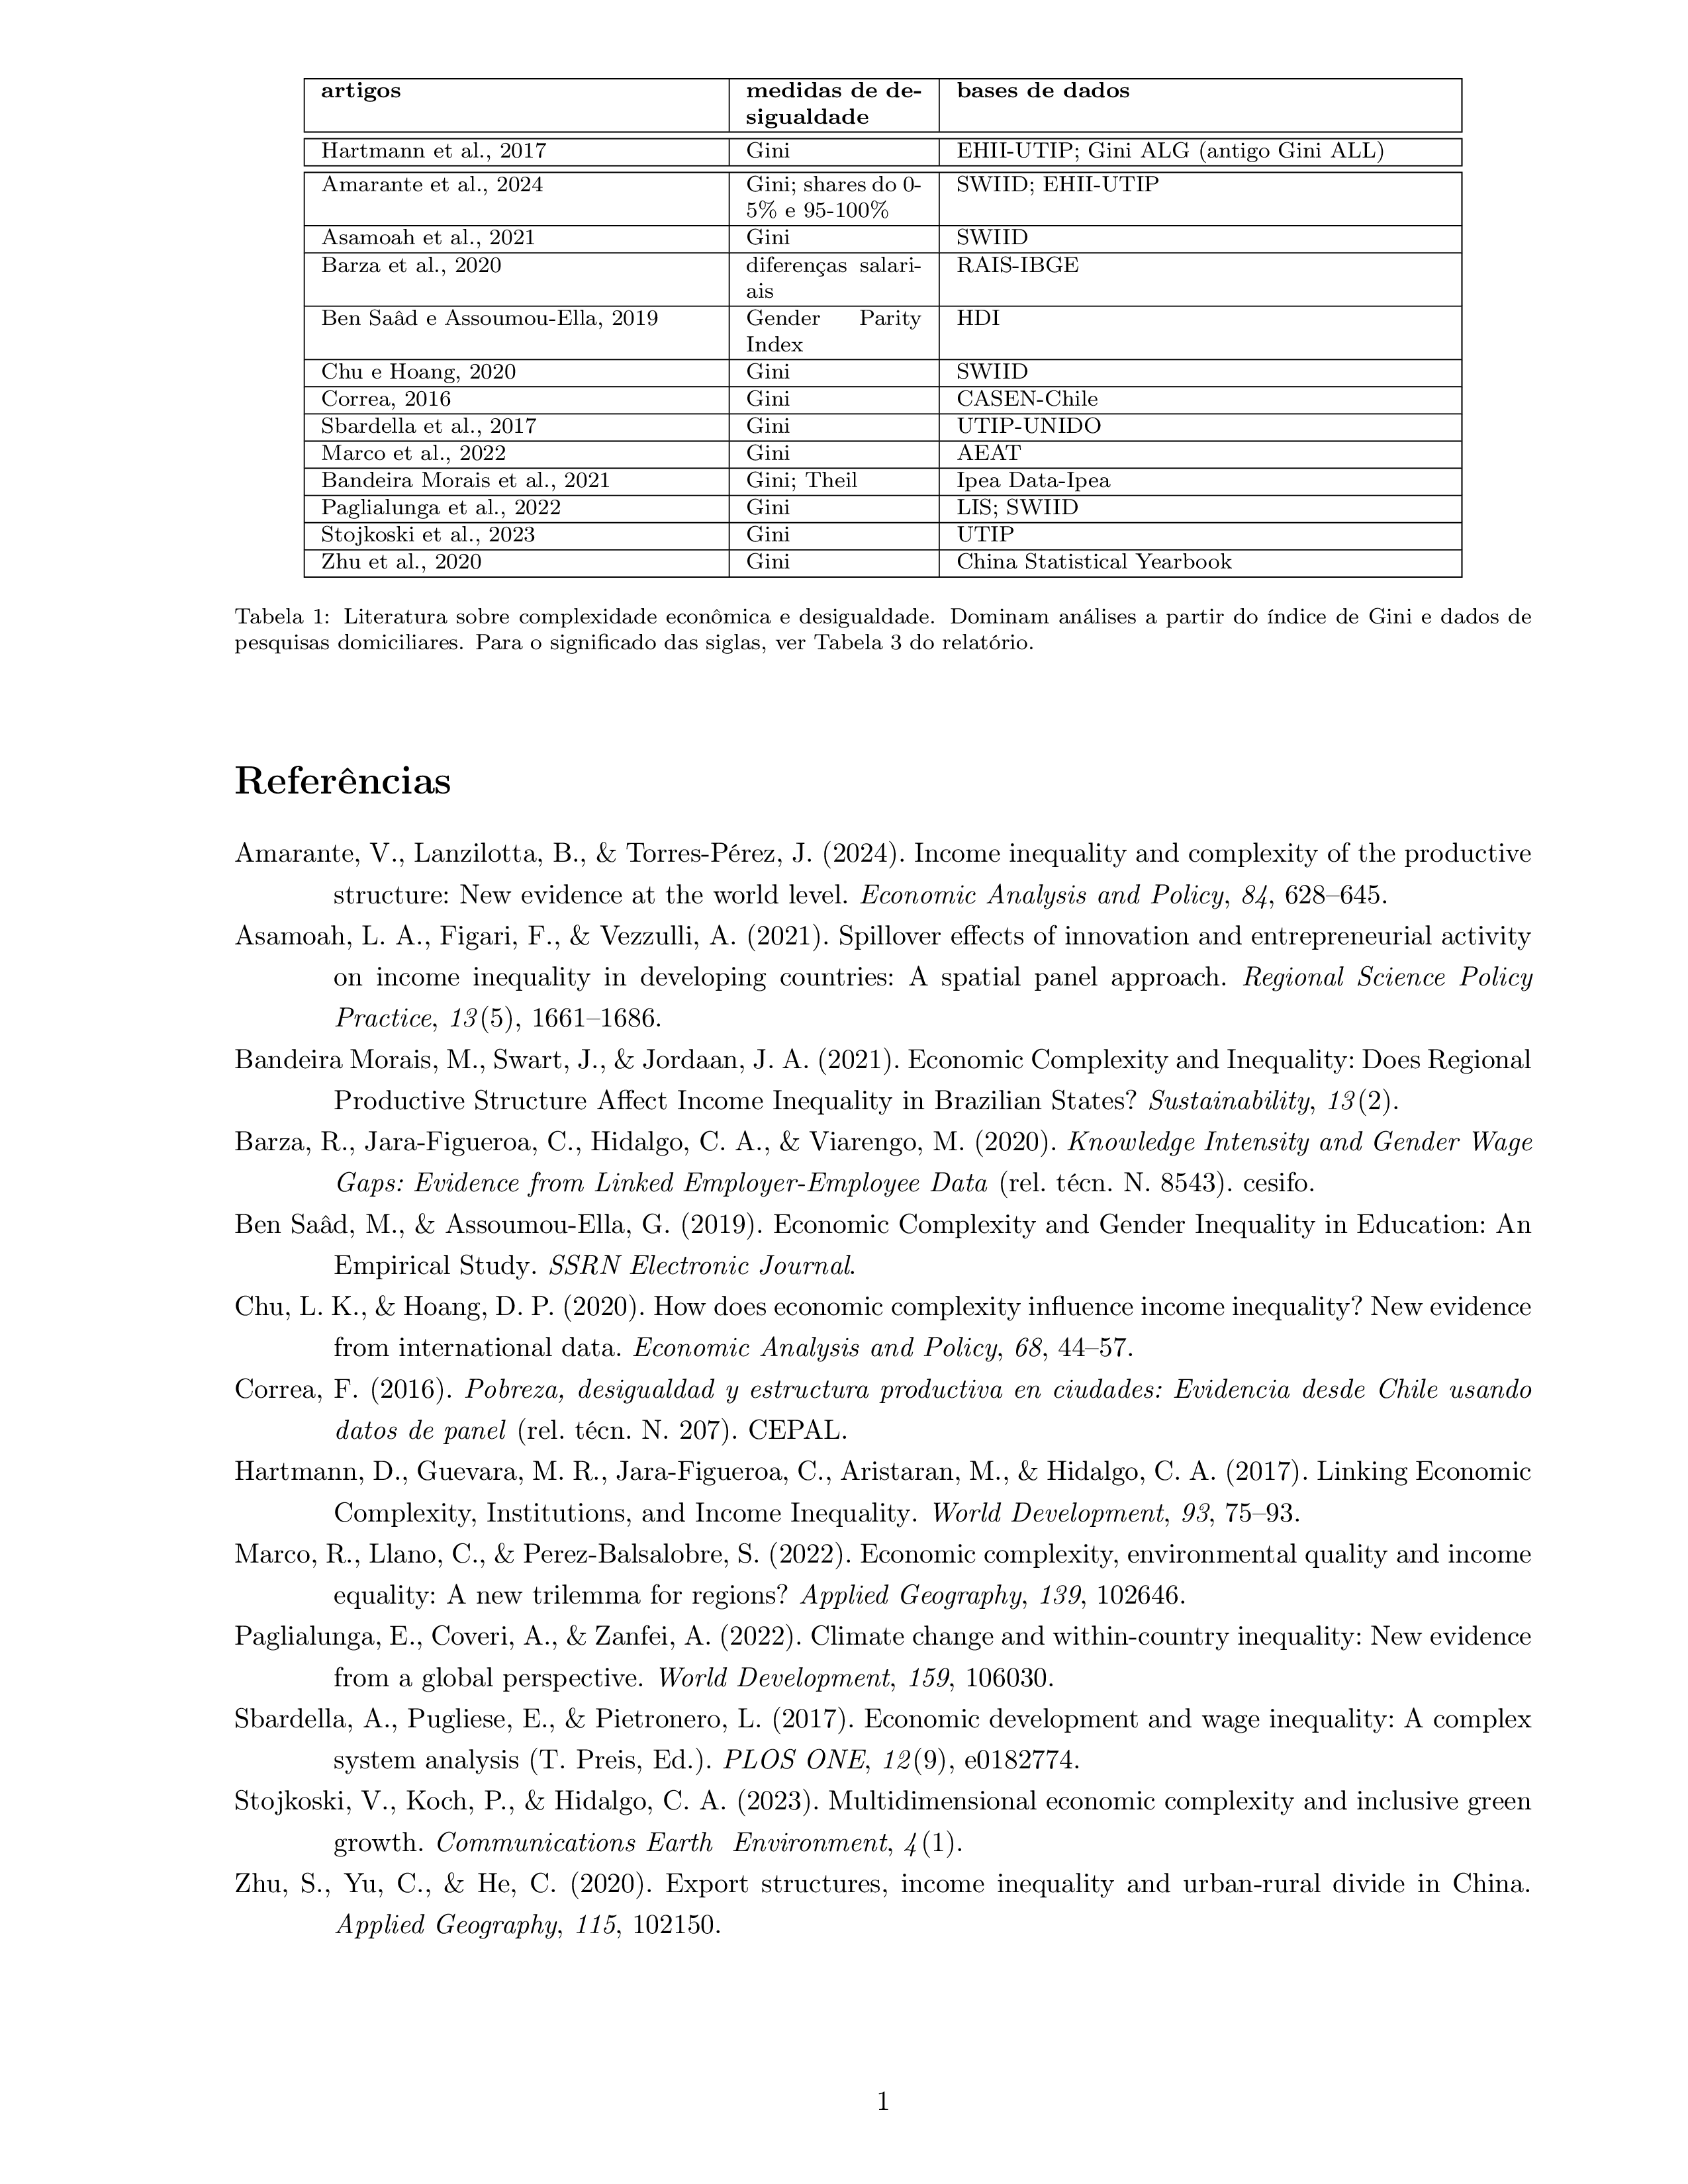 artigos medidas de de- bases de dados
sigualdade
Hartmann et al., 2017 Gini EHII-UTIP; Gini ALG (antigo Gini ALL)
Amarante et al., 2024 Gini; shares do 0- SWIID; EHII-UTIP
5% e 95-100%
Asamoah et al., 2021 Gini SWIID
Barza et al., 2020 diferenças salari- RAIS-IBGE
ais
Ben Saâd e Assoumou-Ella, 2019 Gender Parity HDI
Index
Chu e Hoang, 2020 Gini SWIID
Correa, 2016 Gini CASEN-Chile
Sbardella et al., 2017 Gini UTIP-UNIDO
Marco et al., 2022 Gini AEAT
Bandeira Morais et al., 2021 Gini; Theil Ipea Data-Ipea
Paglialunga et al., 2022 Gini LIS; SWIID
Stojkoski et al., 2023 Gini UTIP
Zhu et al., 2020 Gini China Statistical Yearbook
Tabela 1: Literatura sobre complexidade econômica e desigualdade. Dominam análises a partir do índice de Gini e dados de
pesquisas domiciliares. Para o significado das siglas, ver Tabela 3 do relatório.
Referências
Amarante, V., Lanzilotta, B., & Torres-Pérez, J. (2024). Income inequality and complexity of the productive
structure: New evidence at the world level. Economic Analysis and Policy, 84, 628–645.
Asamoah, L. A., Figari, F., & Vezzulli, A. (2021). Spillover effects of innovation and entrepreneurial activity
on income inequality in developing countries: A spatial panel approach. Regional Science Policy
Practice, 13(5), 1661–1686.
Bandeira Morais, M., Swart, J., & Jordaan, J. A. (2021). Economic Complexity and Inequality: Does Regional
Productive Structure Affect Income Inequality in Brazilian States? Sustainability, 13(2).
Barza, R., Jara-Figueroa, C., Hidalgo, C. A., & Viarengo, M. (2020). Knowledge Intensity and Gender Wage
Gaps: Evidence from Linked Employer-Employee Data (rel. técn. N. 8543). cesifo.
Ben Saâd, M., & Assoumou-Ella, G. (2019). Economic Complexity and Gender Inequality in Education: An
Empirical Study. SSRN Electronic Journal.
Chu, L. K., & Hoang, D. P. (2020). How does economic complexity influence income inequality? New evidence
from international data. Economic Analysis and Policy, 68, 44–57.
Correa, F. (2016). Pobreza, desigualdad y estructura productiva en ciudades: Evidencia desde Chile usando
datos de panel (rel. técn. N. 207). CEPAL.
Hartmann, D., Guevara, M. R., Jara-Figueroa, C., Aristaran, M., & Hidalgo, C. A. (2017). Linking Economic
Complexity, Institutions, and Income Inequality. World Development, 93, 75–93.
Marco, R., Llano, C., & Perez-Balsalobre, S. (2022). Economic complexity, environmental quality and income
equality: A new trilemma for regions? Applied Geography, 139, 102646.
Paglialunga, E., Coveri, A., & Zanfei, A. (2022). Climate change and within-country inequality: New evidence
from a global perspective. World Development, 159, 106030.
Sbardella, A., Pugliese, E., & Pietronero, L. (2017). Economic development and wage inequality: A complex
system analysis (T. Preis, Ed.). PLOS ONE, 12(9), e0182774.
Stojkoski, V., Koch, P., & Hidalgo, C. A. (2023). Multidimensional economic complexity and inclusive green
growth. Communications Earth Environment, 4(1).
Zhu, S., Yu, C., & He, C. (2020). Export structures, income inequality and urban-rural divide in China.
Applied Geography, 115, 102150.
1